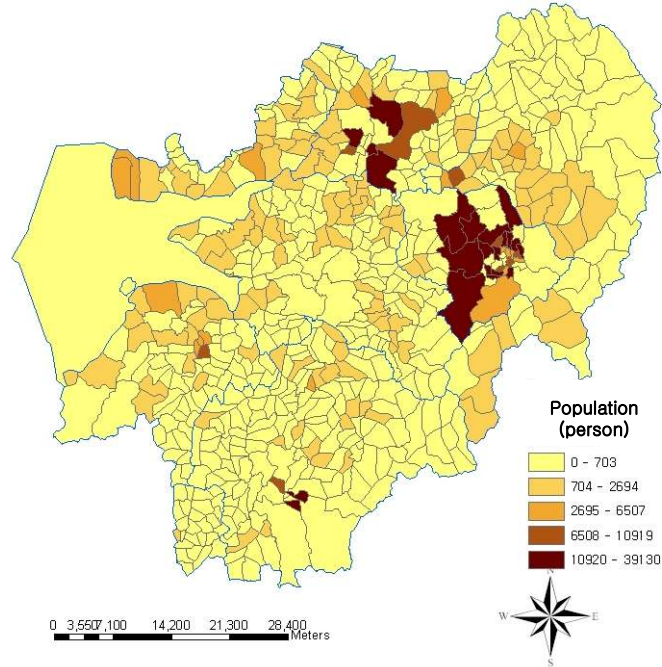 Population
(person)
0 - 703
704 - 2694
2695 - 6507
6508 - 10919
10920 - 39130
N
W E
S
0 3,550 7,100 14,200 21,300 28,400
Meters